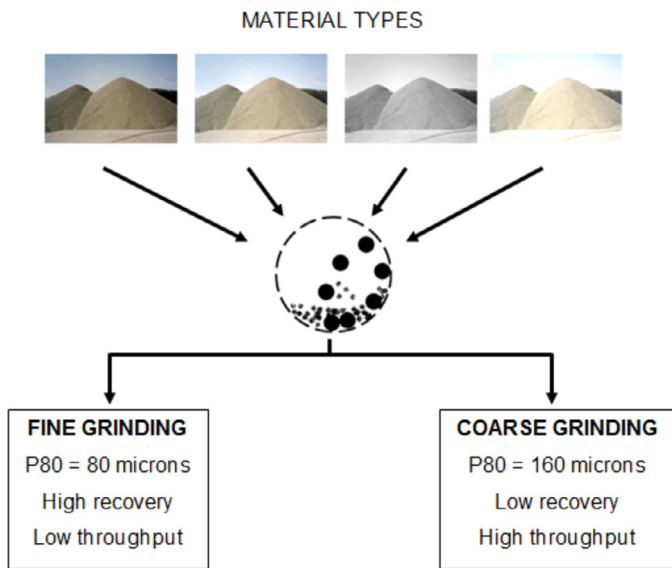 MATERIAL TYPES
FINE GRINDING
P80 = 80 microns
High recovery
Low throughput
COARSE GRINDING
P80 = 160 microns
Low recovery
High throughput